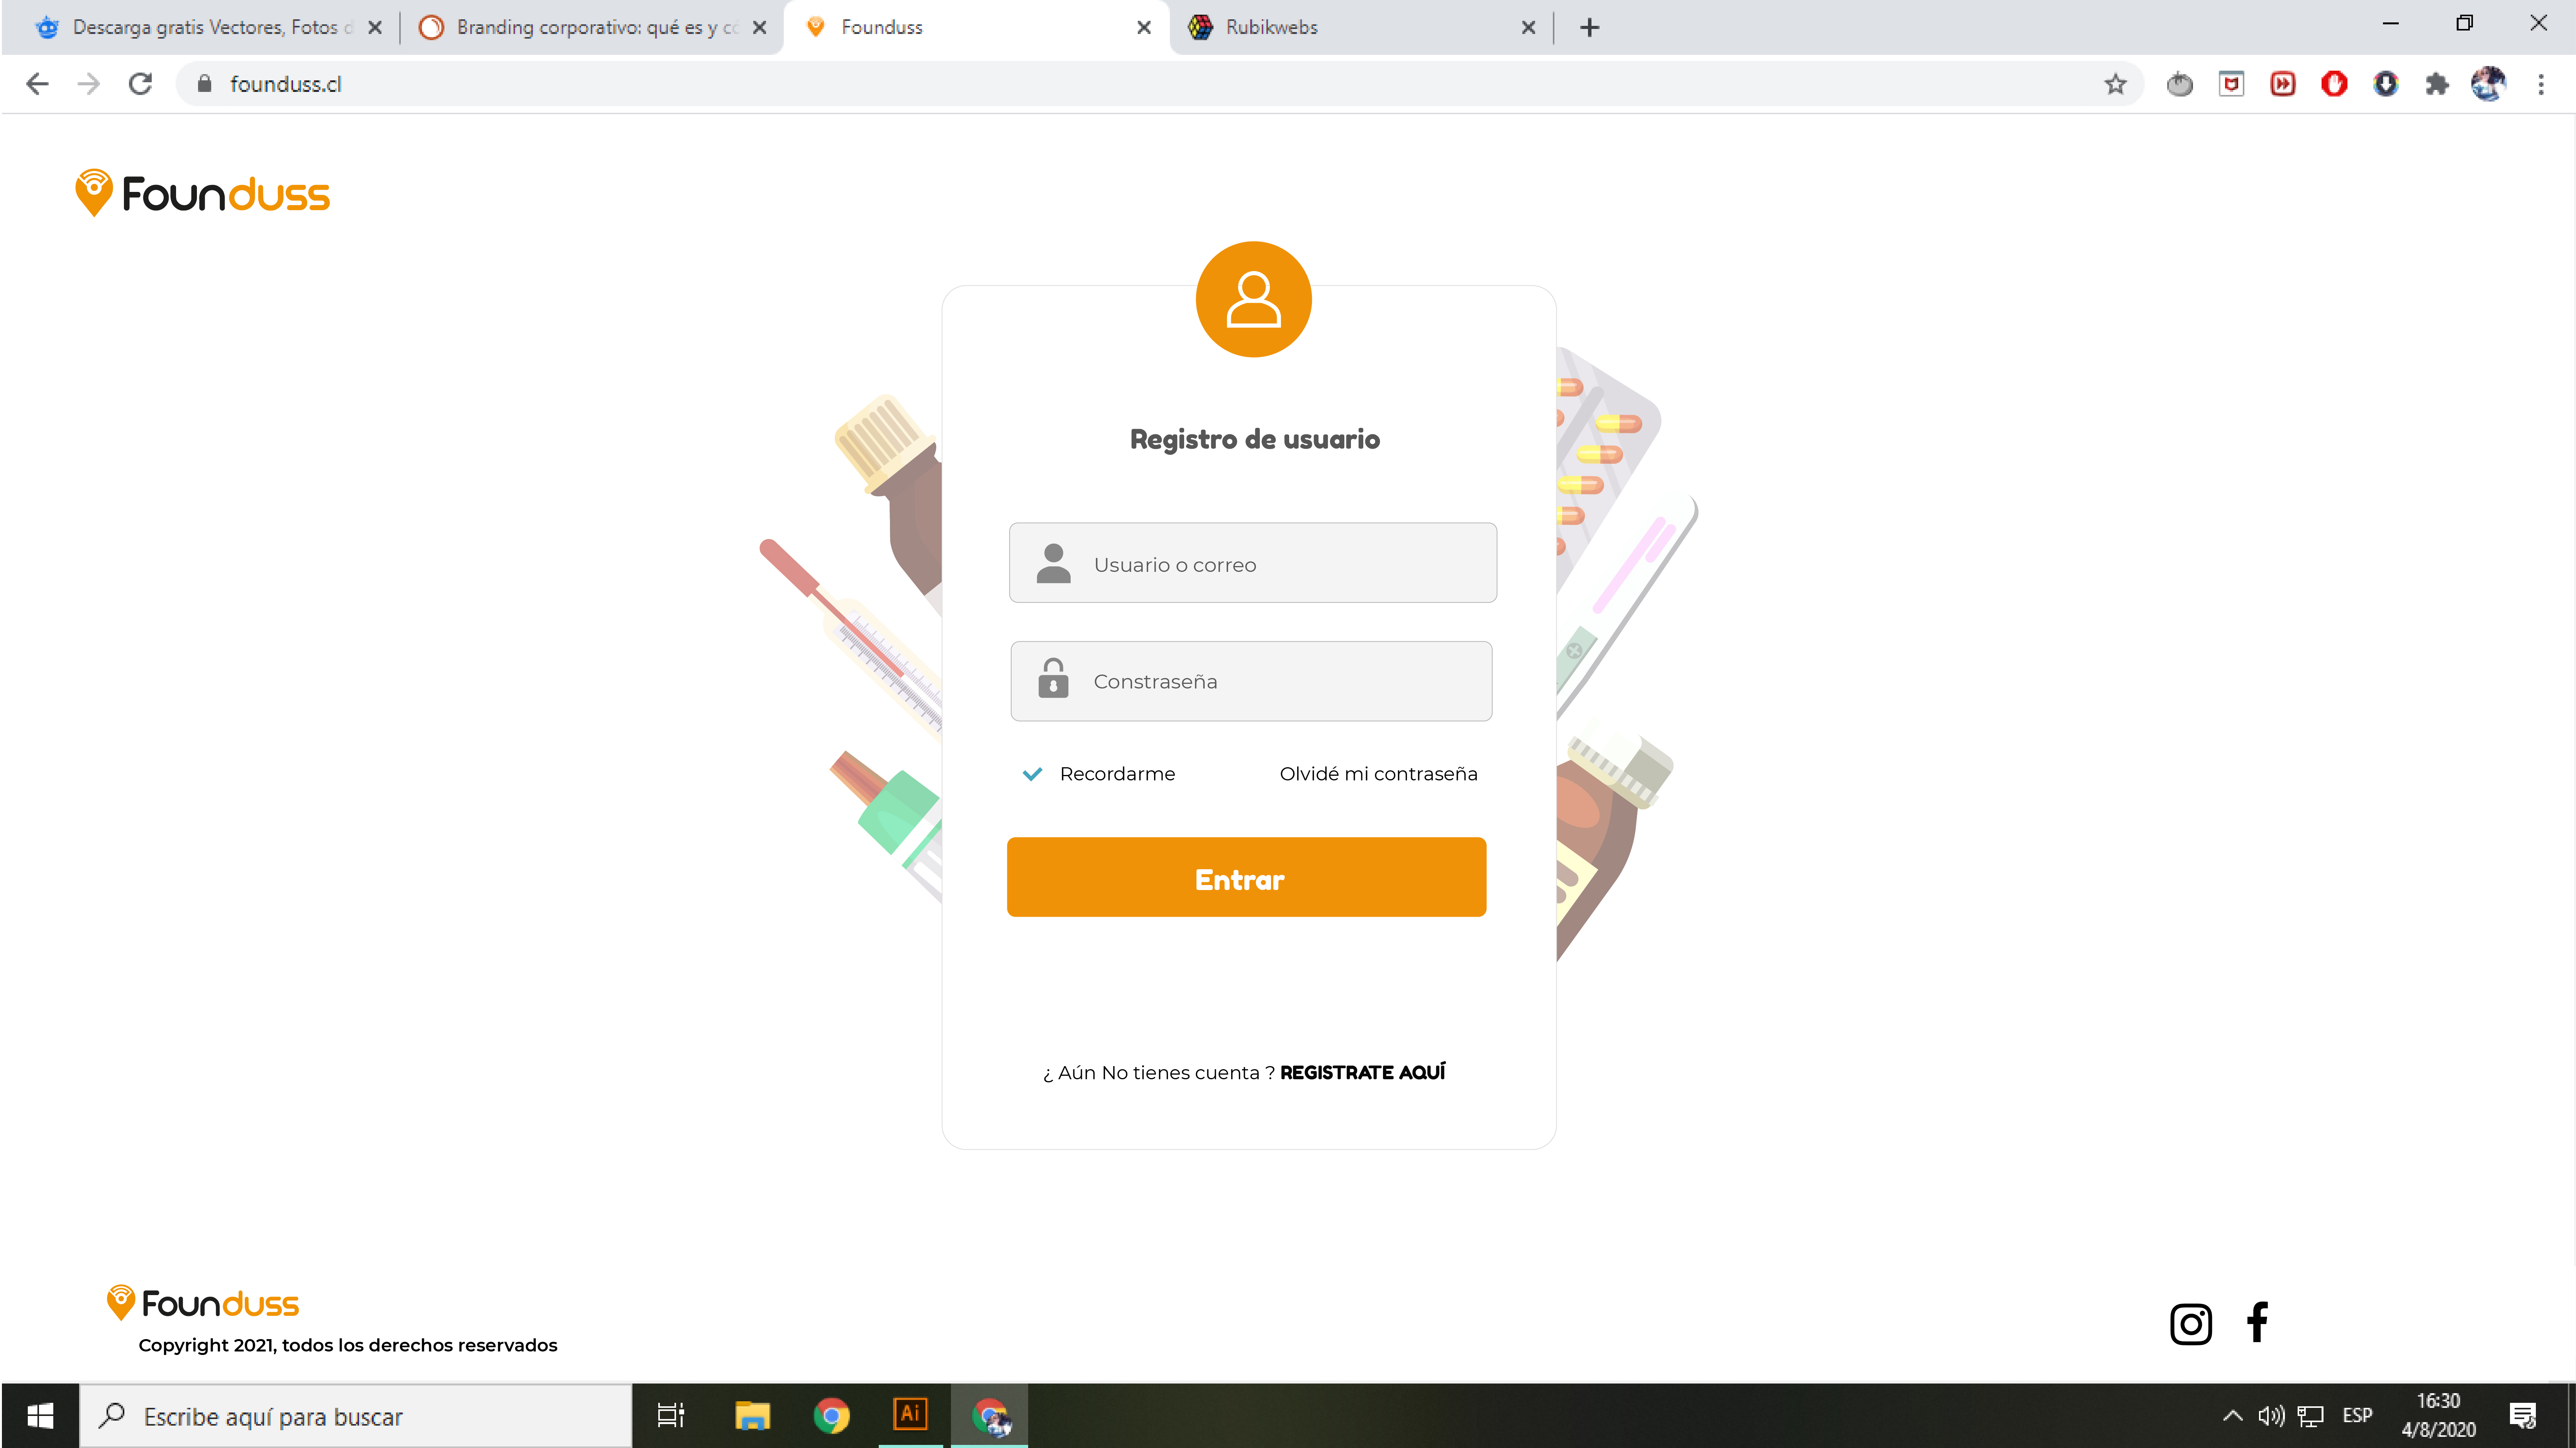 Descarga gratis Vectores, Fotos d
Branding corporativo: qué es y có
Founduss
Rubikwebs
founduss.cl
Founduss
Registro de usuario
Usuario o correo
Constraseña
Recordarme
Olvidé mi contraseña
Entrar
¿ Aún No tienes cuenta ? REGISTRATE AQUÍ
Founduss
Copyright 2021, todos los derechos reservados
Escribe aquí para buscar
Ai
ESP
16:30
4/8/2020